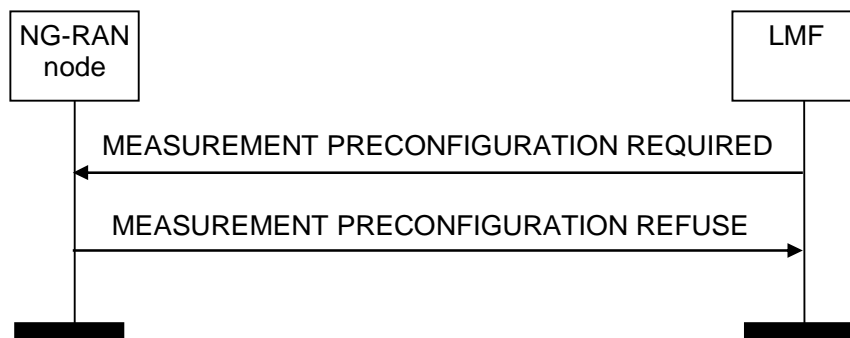 NG-RAN
node
LMF
MEASUREMENT PRECONFIGURATION REQUIRED
MEASUREMENT PRECONFIGURATION REFUSE